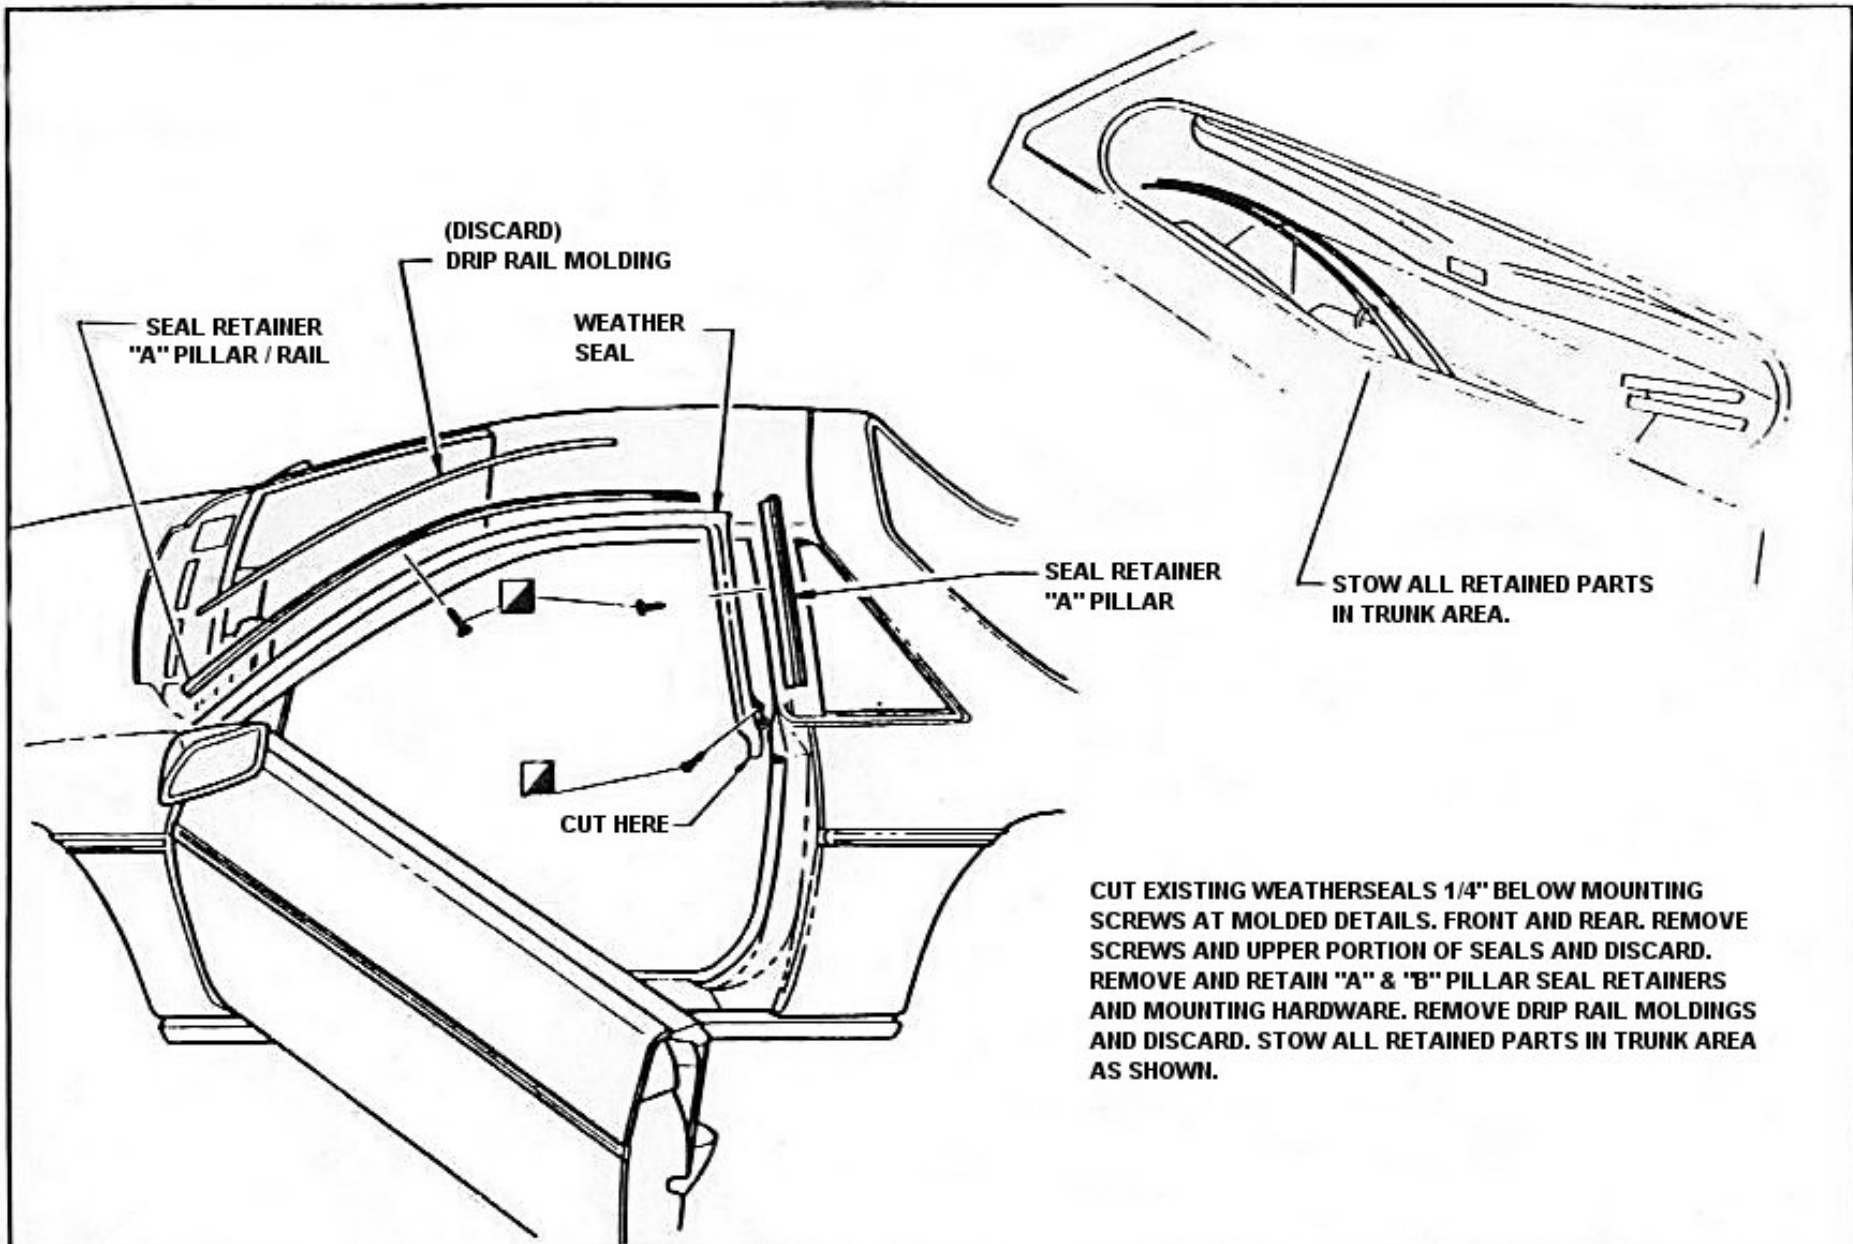 (DISCARD)
DRIP RAIL MOLDING
SEAL RETAINER
"A" PILLAR / RAIL
WEATHER
SEAL
SEAL RETAINER
"A" PILLAR
STOW ALL RETAINED PARTS
IN TRUNK AREA.
CUT HERE
CUT EXISTING WEATHERSEALS 1/4" BELOW MOUNTING
SCREWS AT MOLDED DETAILS. FRONT AND REAR. REMOVE
SCREWS AND UPPER PORTION OF SEALS AND DISCARD.
REMOVE AND RETAIN "A" & "B" PILLAR SEAL RETAINERS
AND MOUNTING HARDWARE. REMOVE DRIP RAIL MOLDINGS
AND DISCARD. STOW ALL RETAINED PARTS IN TRUNK AREA
AS SHOWN.